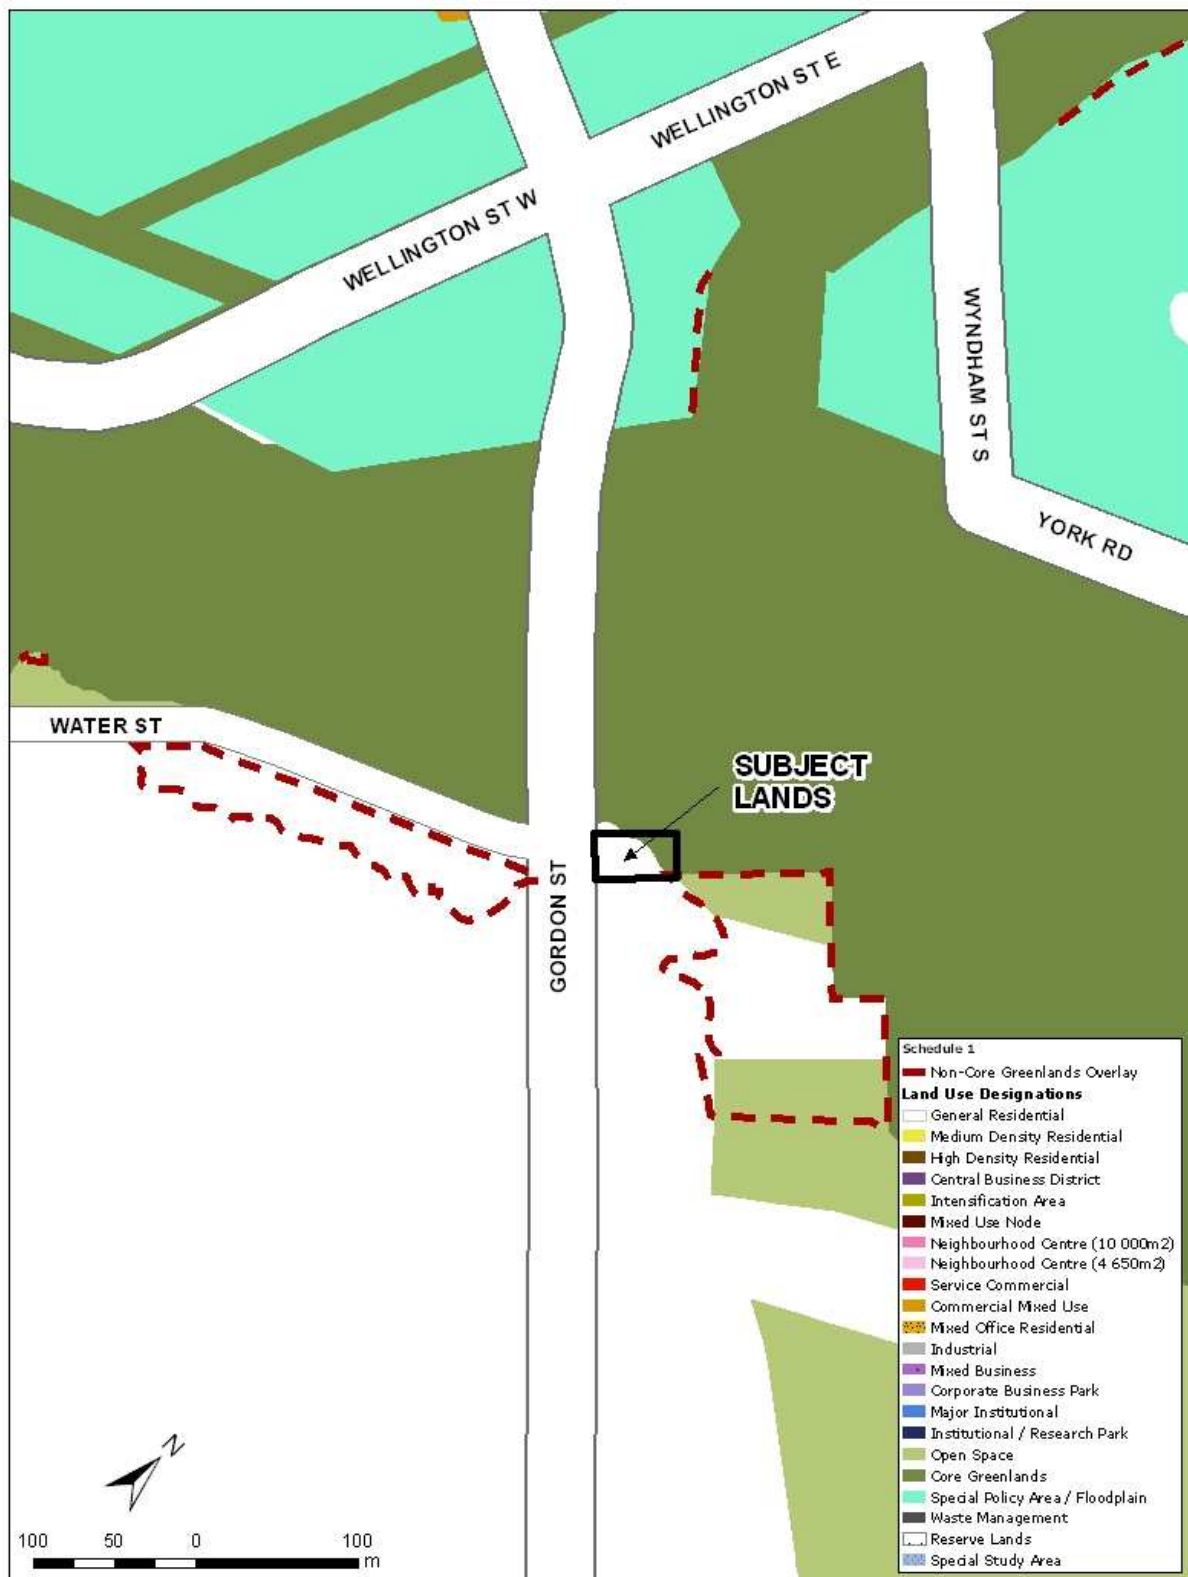 WELLINGTON ST E
WELLINGTON ST W
WYNDHAM ST S
YORK RD
WATER ST
SUBJECT
LANDS
GORDON ST
Schedule 1
Non-Core Greenlands Overlay
Land Use Designations
General Residential
Medium Density Residential
High Density Residential
Central Business District
Intensification Area
Mixed Use Node
Neighbourhood Centre (10 000m2)
Neighbourhood Centre (4 650m2)
Service Commercial
Commercial Mixed Use
Mixed Office Residential
Industrial
Mixed Business
Corporate Business Park
Major Institutional
Institutional / Research Park
Open Space
Core Greenlands
Special Policy Area / Floodplain
Waste Management
Reserve Lands
Special Study Area
N
100 50 0 100
m